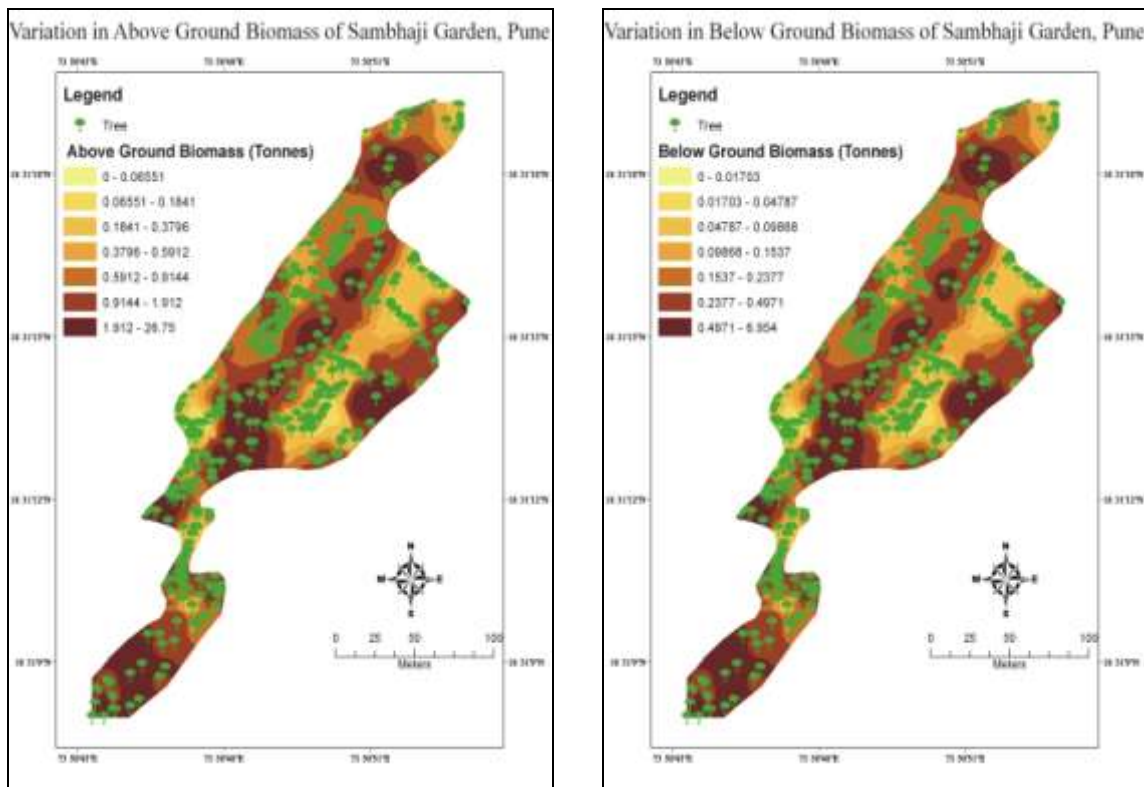 Variation in Above Ground Biomass of Sambhaji Garden, Pune
Legend
Tree
Above Ground Biomass (Tonnes)
0 - 0.06551
0.06551 - 0.1841
0.1841 - 0.3796
0.3796 - 0.5912
0.5912 - 0.9144
0.9144 - 1.912
1.912 - 26.75
N
E
S
0 25 50 100
Meters
Variation in Below Ground Biomass of Sambhaji Garden, Pune
Legend
Tree
Below Ground Biomass (Tonnes)
0 - 0.01703
0.01703 - 0.04787
0.04787 - 0.09868
0.09868 - 0.1537
0.1537 - 0.2377
0.2377 - 0.4971
0.4971 - 6.954
N
E
S
0 25 50 100
Meters